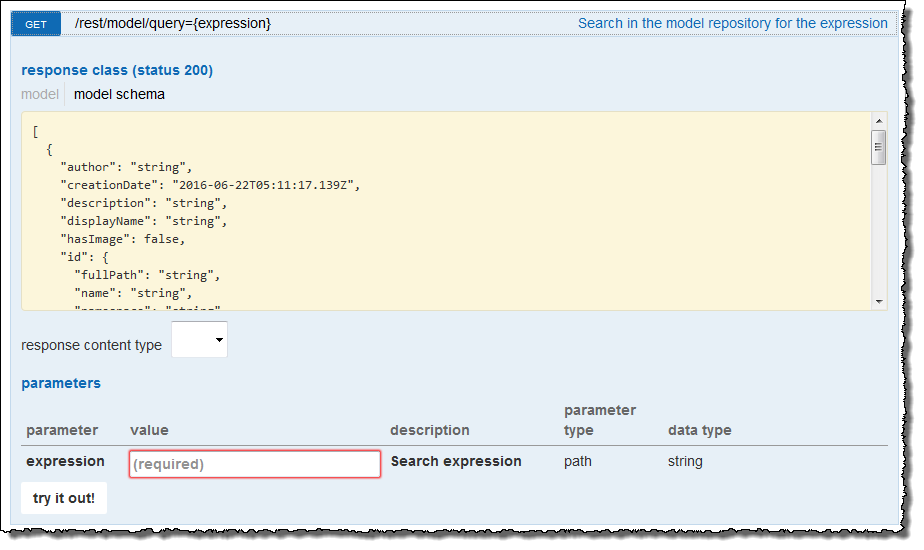 GET /rest/model/query={expression} Search in the model repository for the expression
response class (status 200)
model model schema
[
{
"author": "string",
"creationDate": "2016-06-22T05:11:17.139Z",
"description": "string",
"displayName": "string",
"hasImage": false,
"id": {
"fullPath": "string",
"name": "string",
"namespace": "string"
response content type
parameters
parameter value description parameter type data type
expression (required) Search expression path string
try it out!